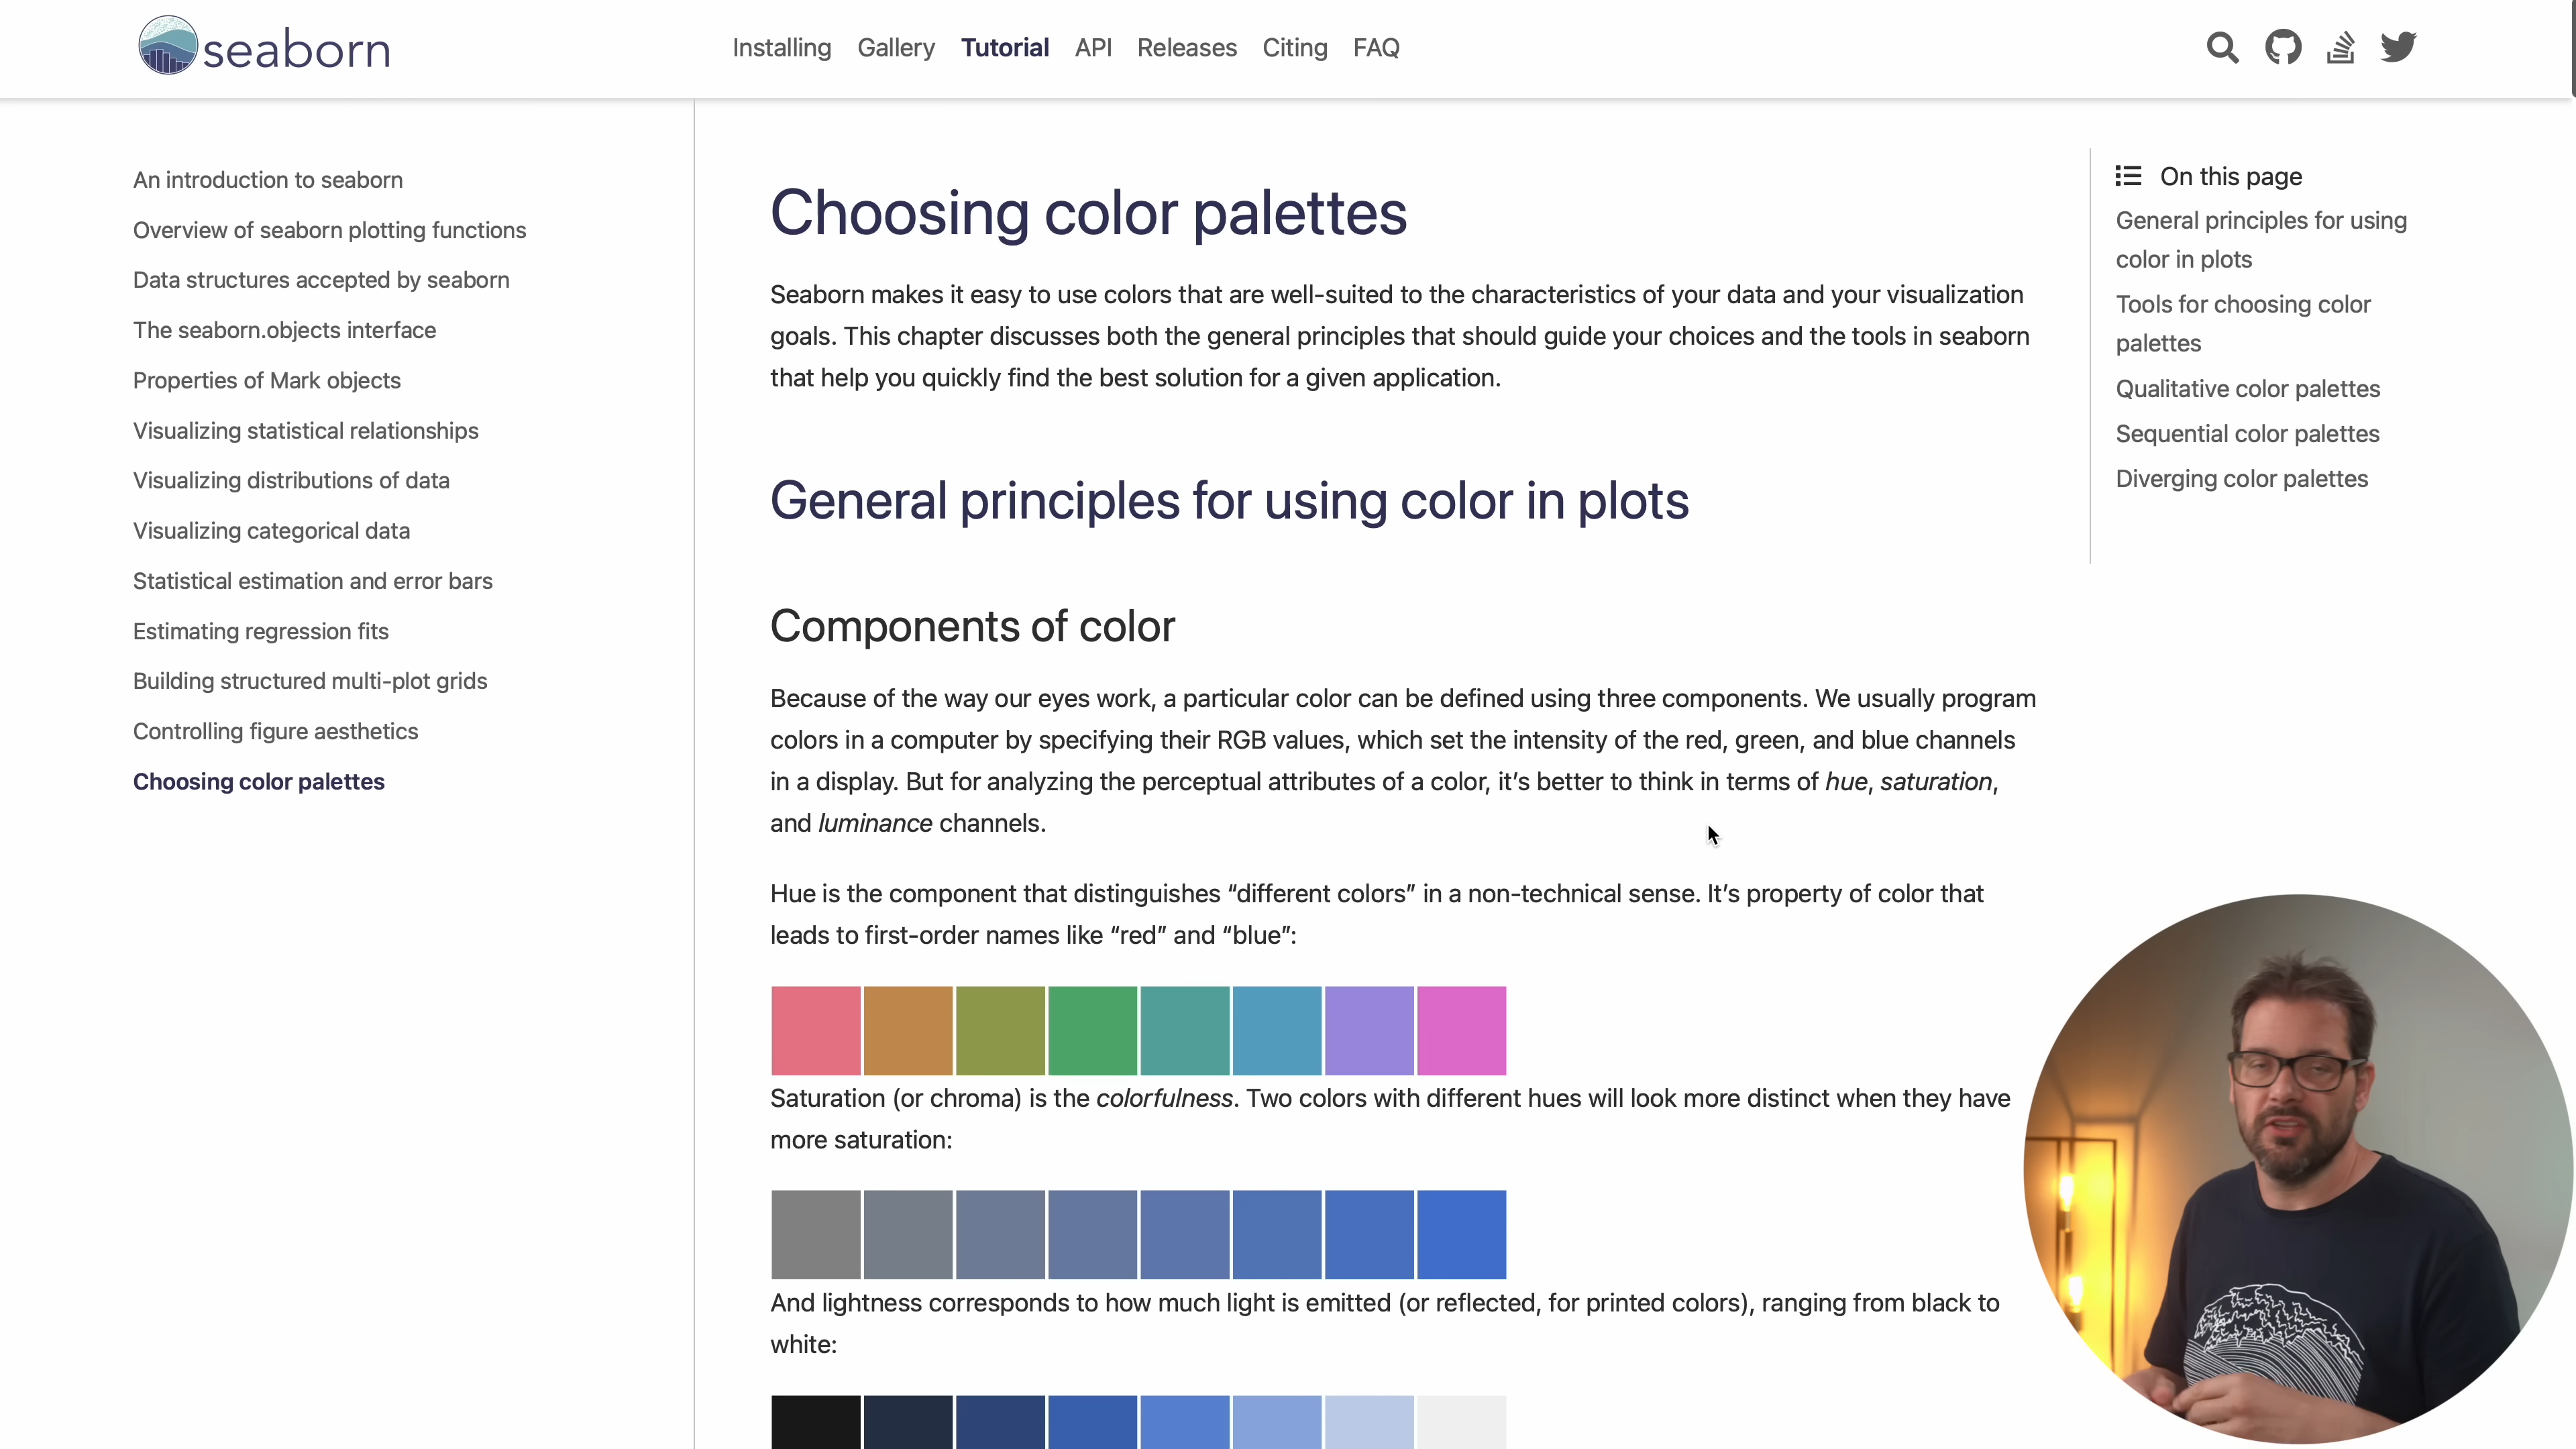 seaborn
Installing Gallery Tutorial API Releases Citing FAQ
An introduction to seaborn
Overview of seaborn plotting functions
Data structures accepted by seaborn
The seaborn.objects interface
Properties of Mark objects
Visualizing statistical relationships
Visualizing distributions of data
Visualizing categorical data
Statistical estimation and error bars
Estimating regression fits
Building structured multi-plot grids
Controlling figure aesthetics
Choosing color palettes
Choosing color palettes
Seaborn makes it easy to use colors that are well-suited to the characteristics of your data and your visualization
goals. This chapter discusses both the general principles that should guide your choices and the tools in seaborn
that help you quickly find the best solution for a given application.
General principles for using color in plots
Components of color
Because of the way our eyes work, a particular color can be defined using three components. We usually program
colors in a computer by specifying their RGB values, which set the intensity of the red, green, and blue channels
in a display. But for analyzing the perceptual attributes of a color, it’s better to think in terms of hue, saturation,
and luminance channels.
Hue is the component that distinguishes “different colors” in a non-technical sense. It’s property of color that
leads to first-order names like “red” and “blue”:
Saturation (or chroma) is the colorfulness. Two colors with different hues will look more distinct when they have
more saturation:
And lightness corresponds to how much light is emitted (or reflected, for printed colors), ranging from black to
white:
On this page
General principles for using
color in plots
Tools for choosing color
palettes
Qualitative color palettes
Sequential color palettes
Diverging color palettes